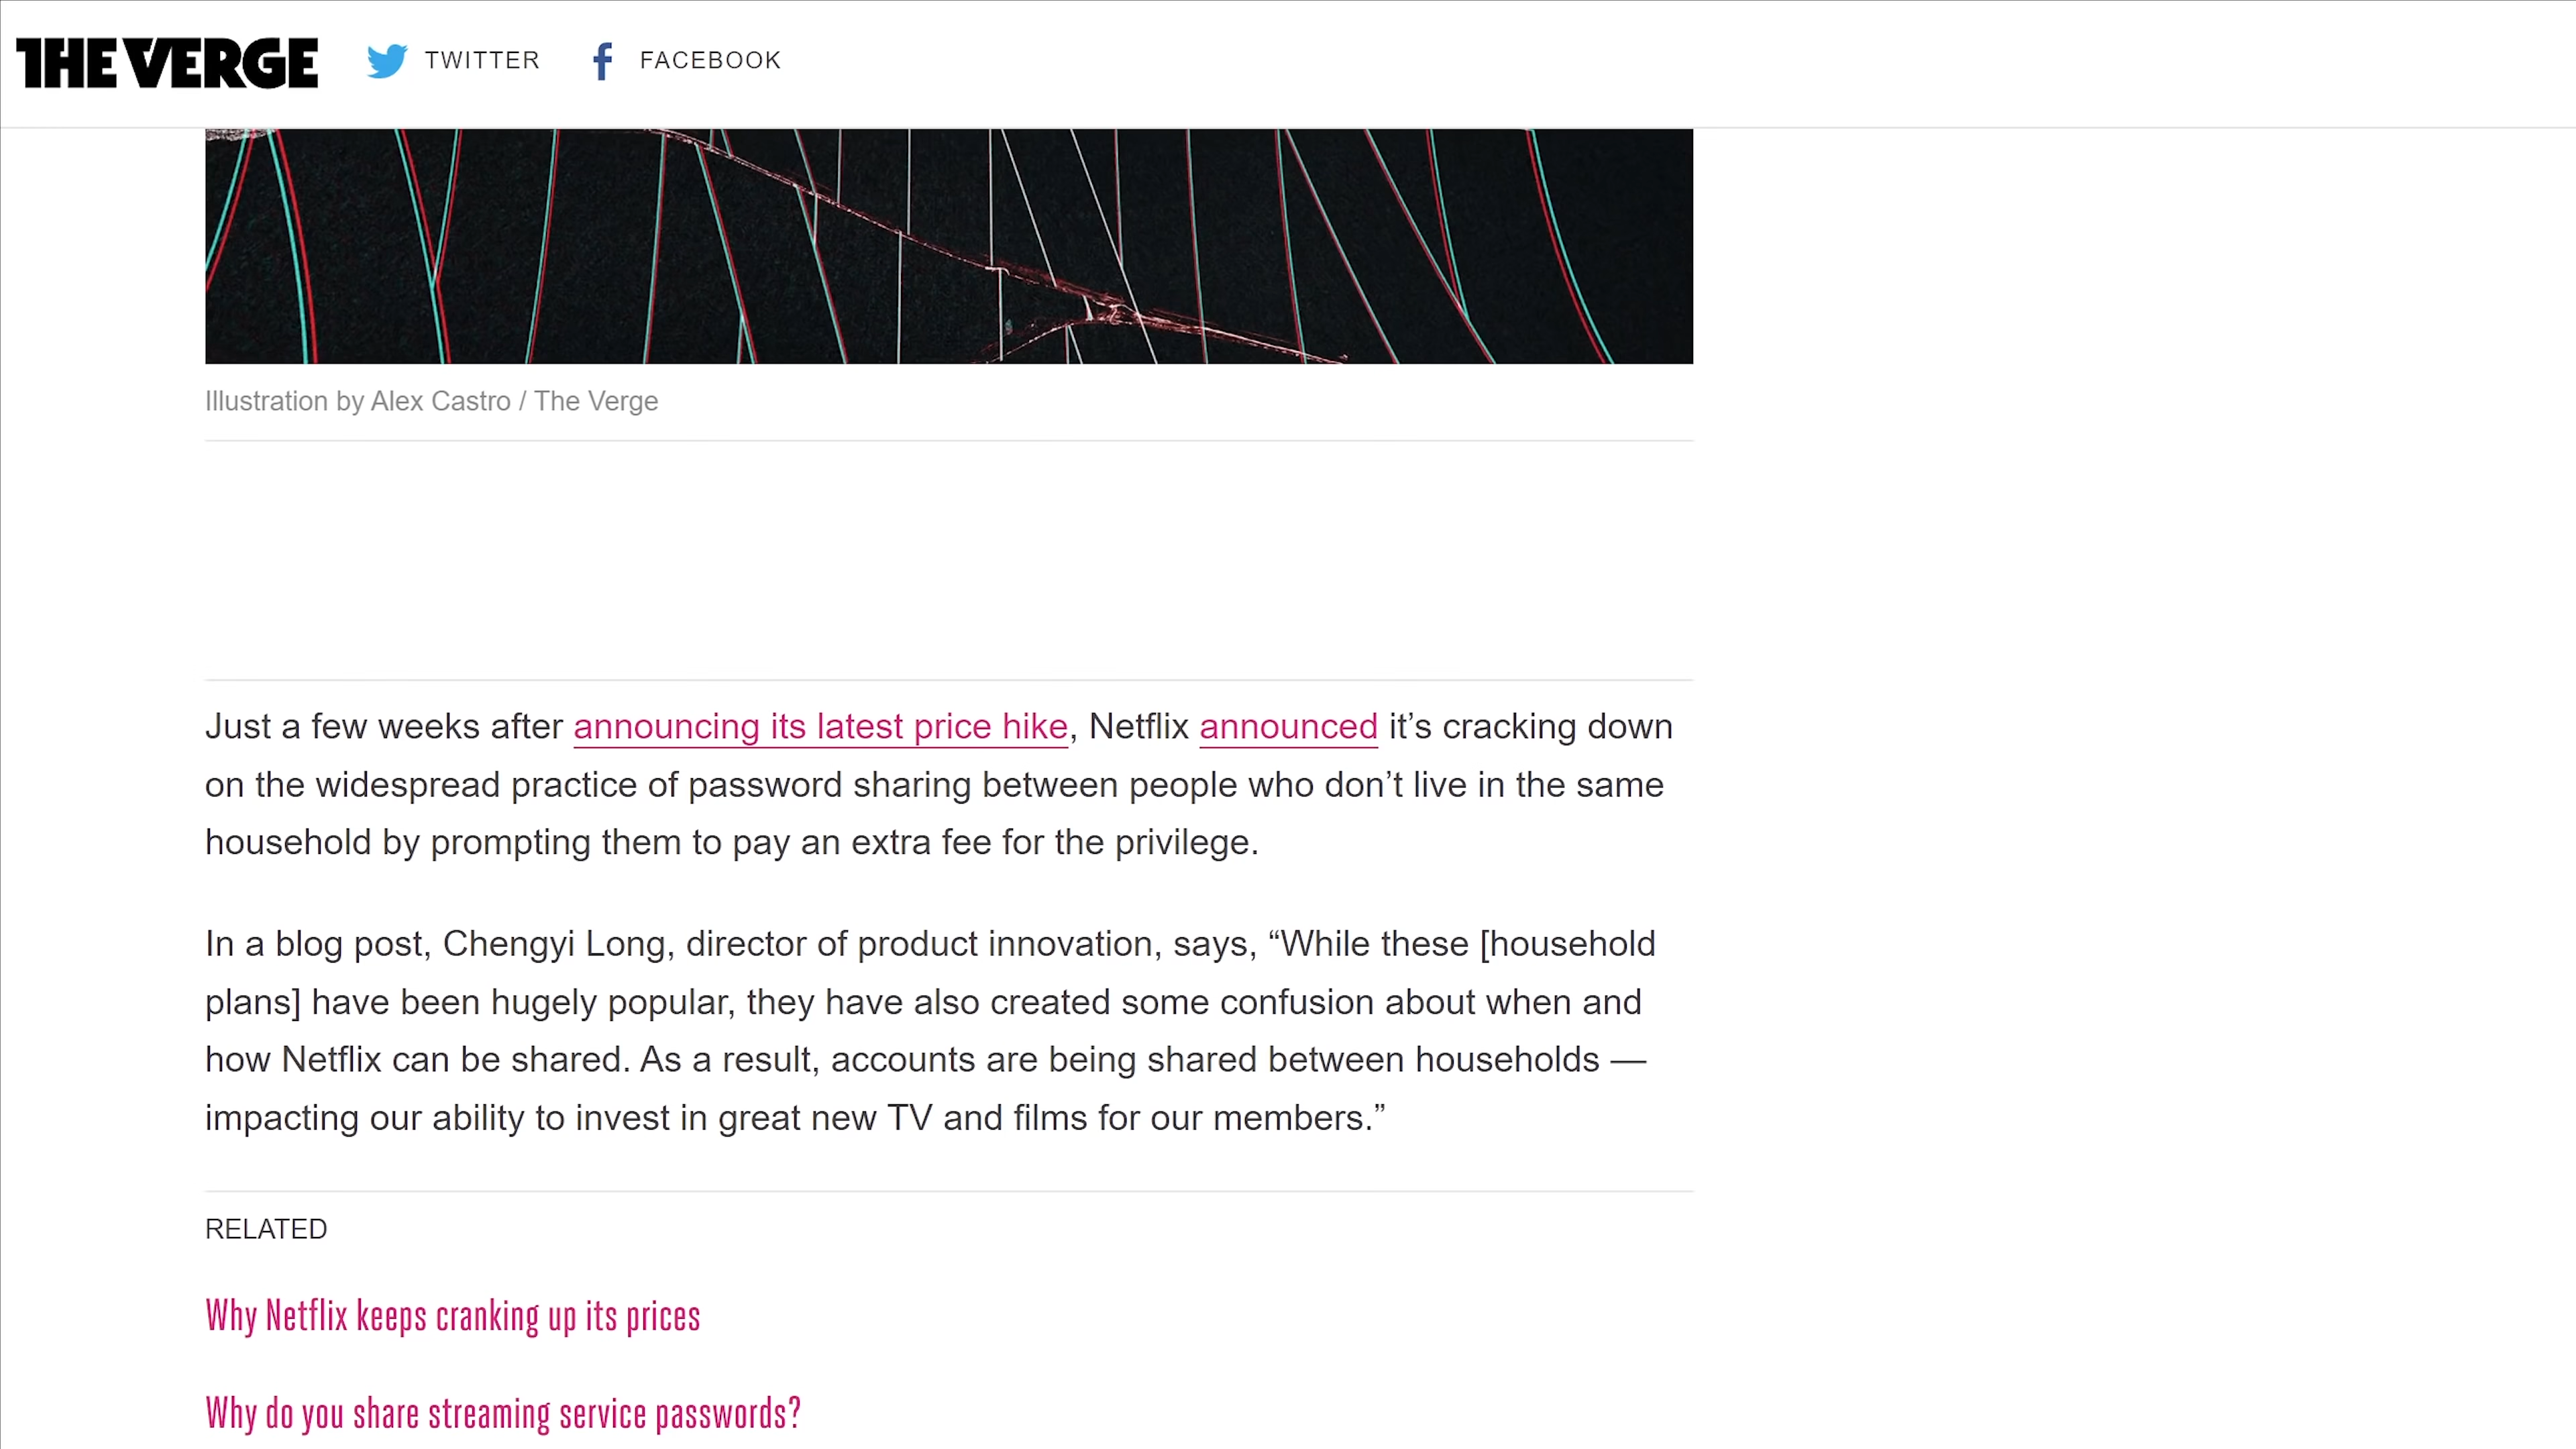 THE VERGE TWITTER FACEBOOK
Illustration by Alex Castro / The Verge
Just a few weeks after announcing its latest price hike, Netflix announced it’s cracking down
on the widespread practice of password sharing between people who don’t live in the same
household by prompting them to pay an extra fee for the privilege.
In a blog post, Chengyi Long, director of product innovation, says, “While these [household
plans] have been hugely popular, they have also created some confusion about when and
how Netflix can be shared. As a result, accounts are being shared between households —
impacting our ability to invest in great new TV and films for our members.”
RELATED
Why Netflix keeps cranking up its prices
Why do you share streaming service passwords?